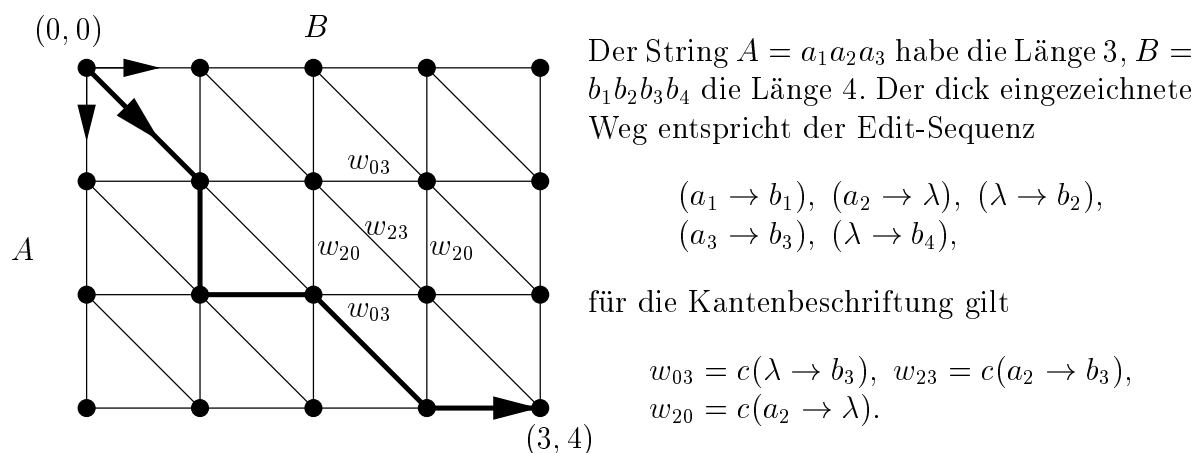 (0, 0)
B
w₀₃
A
w₂₃
w₂₀
w₂₀
w₀₃
(3, 4)
Der String A = a₁a₂a₃ habe die Länge 3, B =
b₁b₂b₃b₄ die Länge 4. Der dick eingezeichnete
Weg entspricht der Edit-Sequenz
(a₁ → b₁), (a₂ → λ), (λ → b₂),
(a₃ → b₃), (λ → b₄),
für die Kantenbeschriftung gilt
w₀₃ = c(λ → b₃), w₂₃ = c(a₂ → b₃),
w₂₀ = c(a₂ → λ).